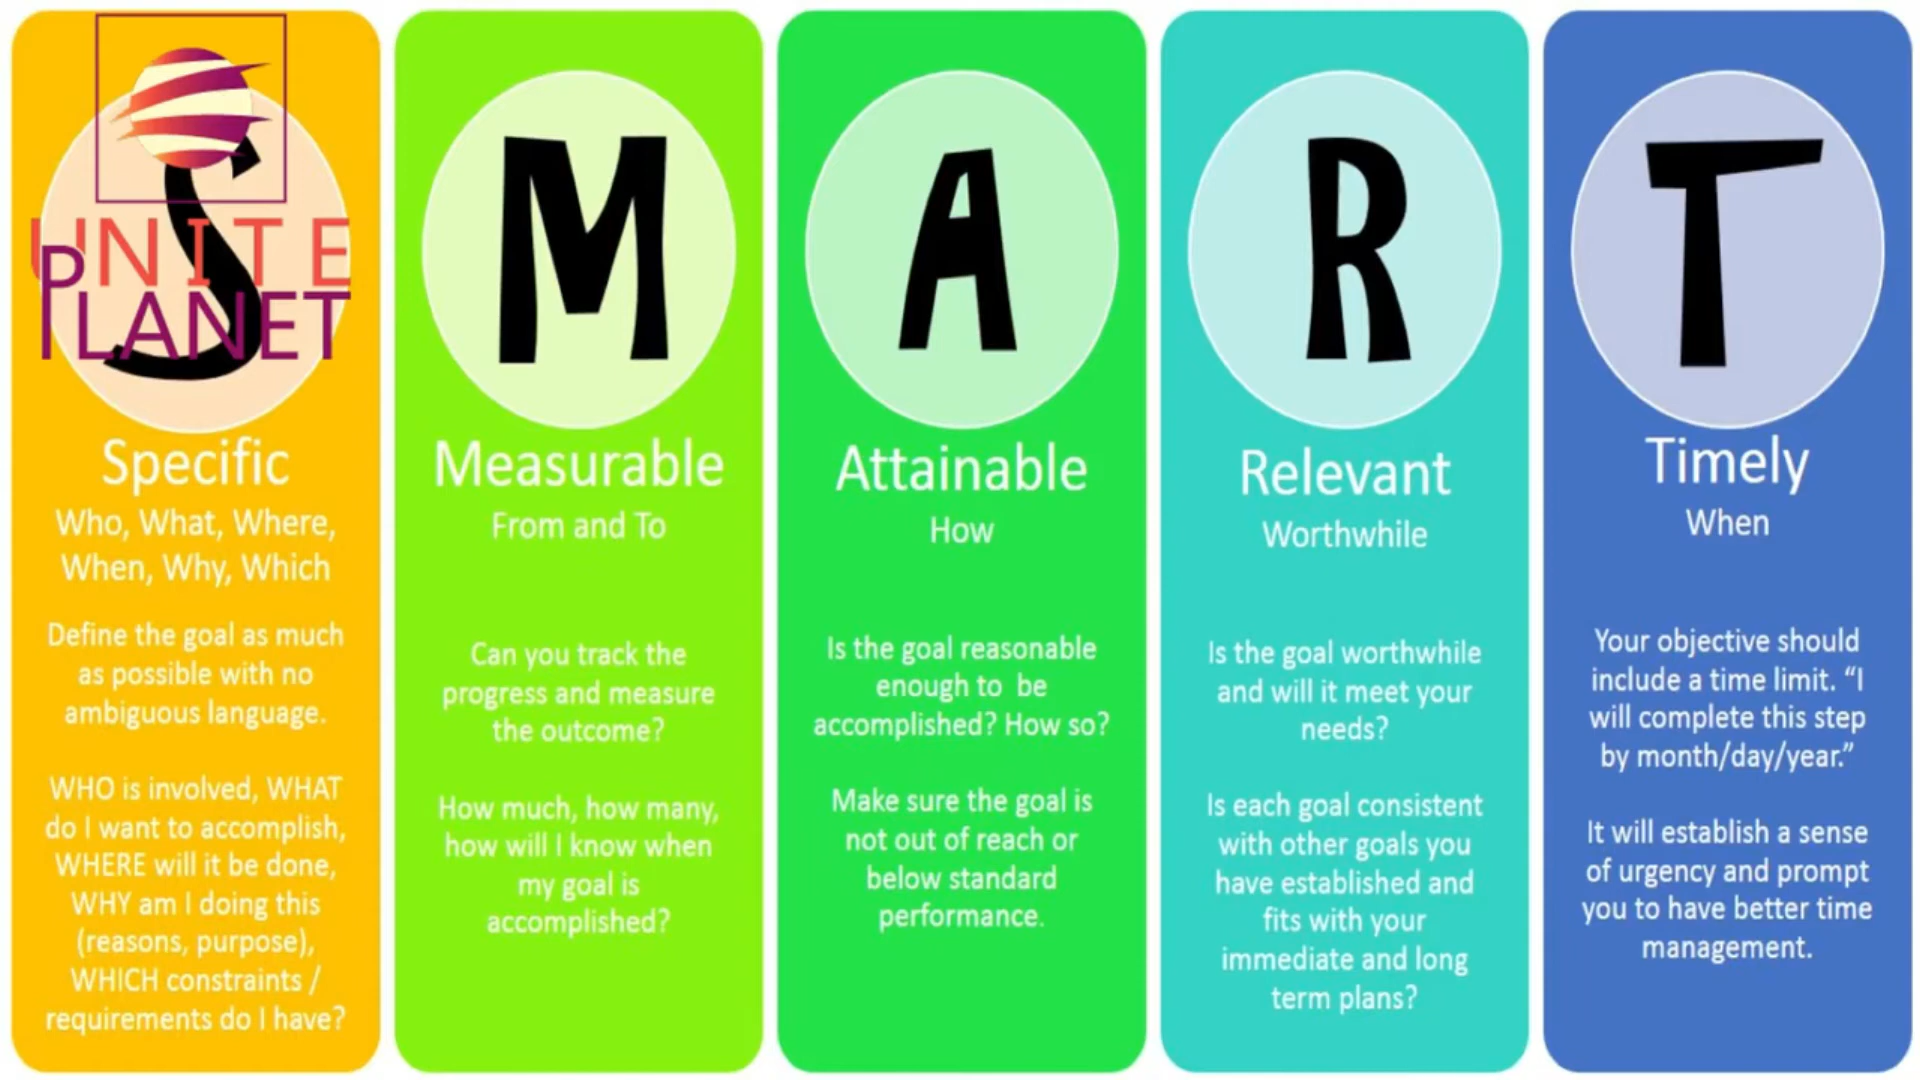 UNITE
PLANET
S
Specific
Who, What, Where,
When, Why, Which
Define the goal as much
as possible with no
ambiguous language.
WHO is involved, WHAT
do I want to accomplish,
WHERE will it be done,
WHY am I doing this
(reasons, purpose),
WHICH constraints /
requirements do I have?
M
Measurable
From and To
Can you track the
progress and measure
the outcome?
How much, how many,
how will I know when
my goal is
accomplished?
A
Attainable
How
Is the goal reasonable
enough to be
accomplished? How so?
Make sure the goal is
not out of reach or
below standard
performance.
R
Relevant
Worthwhile
Is the goal worthwhile
and will it meet your
needs?
Is each goal consistent
with other goals you
have established and
fits with your
immediate and long
term plans?
T
Timely
When
Your objective should
include a time limit. “I
will complete this step
by month/day/year.”
It will establish a sense
of urgency and prompt
you to have better time
management.